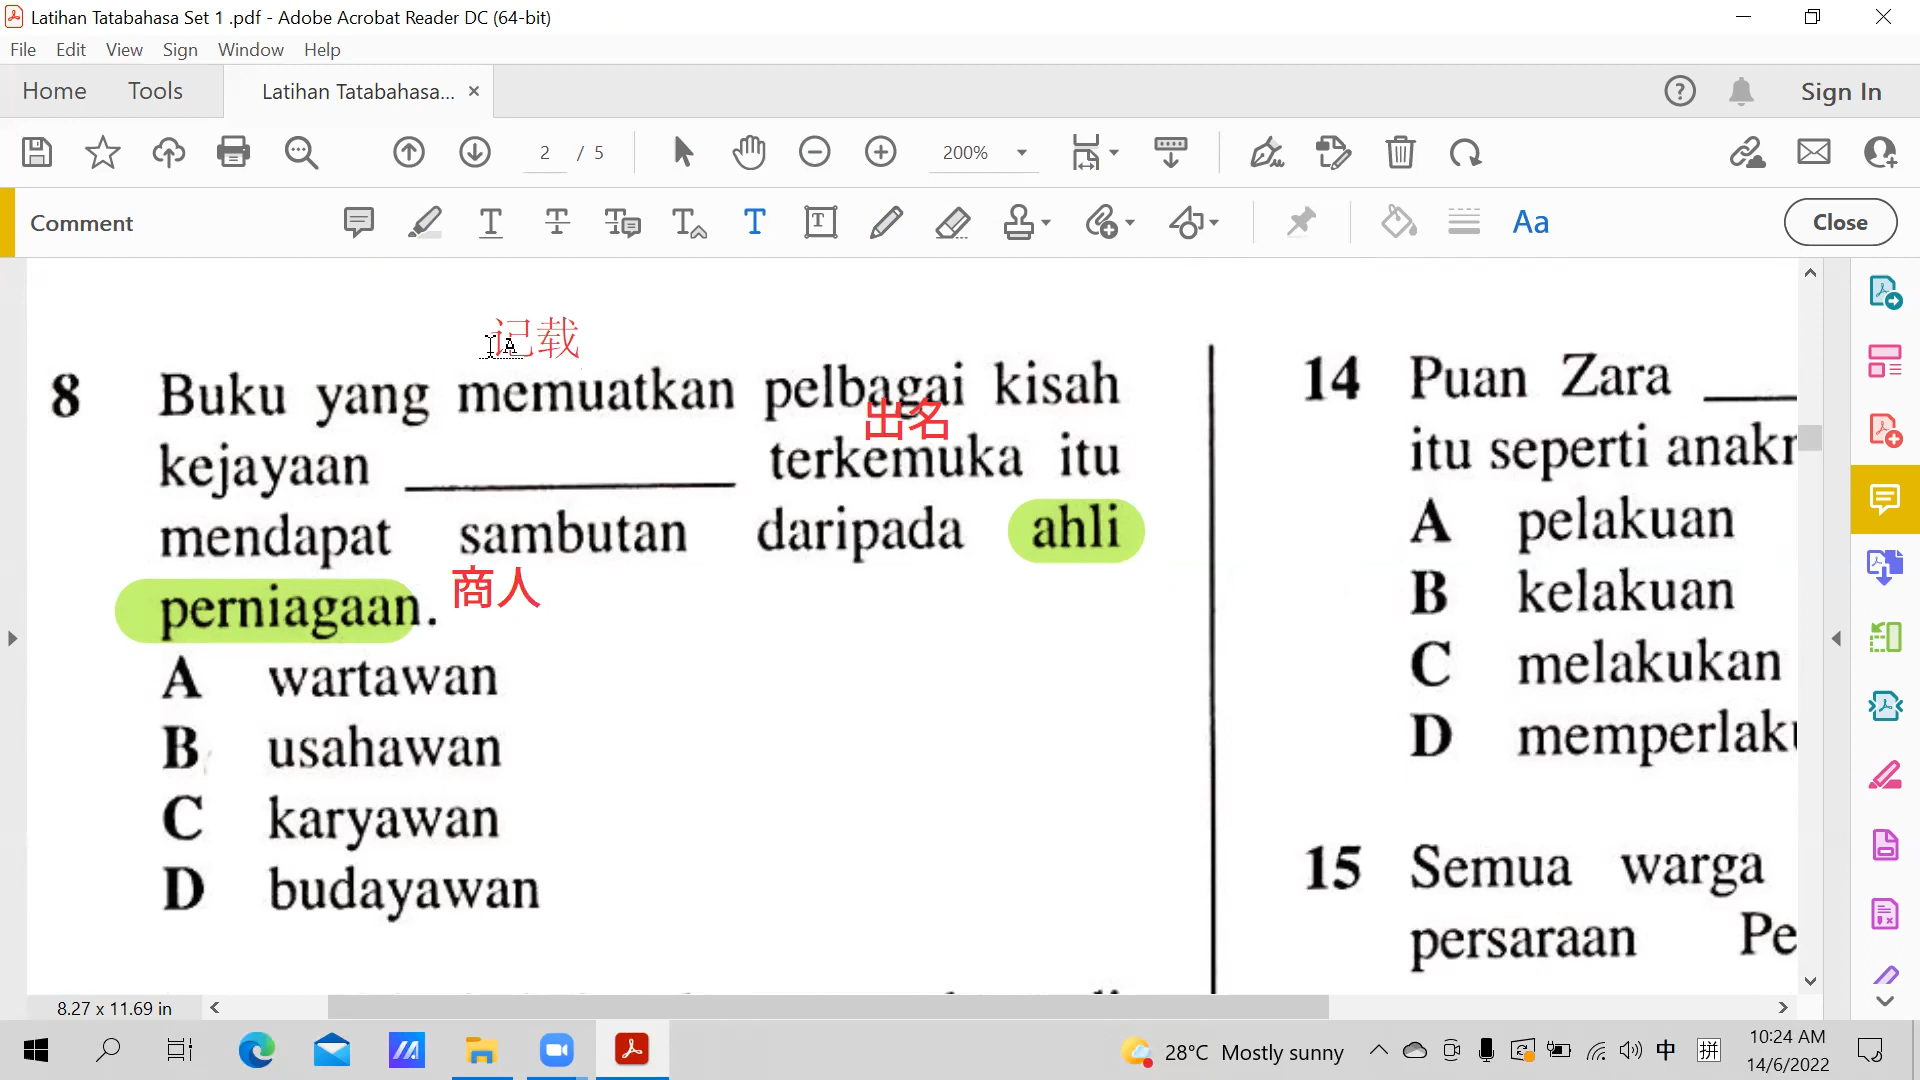 Latihan Tatabahasa Set 1 .pdf - Adobe Acrobat Reader DC (64-bit)
File Edit View Sign Window Help
Home Tools Latihan Tatabahasa... × Sign In
2 / 5 200%
Comment Aa Close
记载
8 Buku yang memuatkan pelbagai kisah
出名
kejayaan ____________ terkemuka itu
mendapat sambutan daripada ahli
perniagaan. 商人
A wartawan
B usahawan
C karyawan
D budayawan
14 Puan Zara ____
itu seperti
A pelakuan
B kelakuan
C melakukan
D
15 Semua warga
persaraan
8.27 x 11.69 in
28°C Mostly sunny 中 拼 10:24 AM
14/6/2022